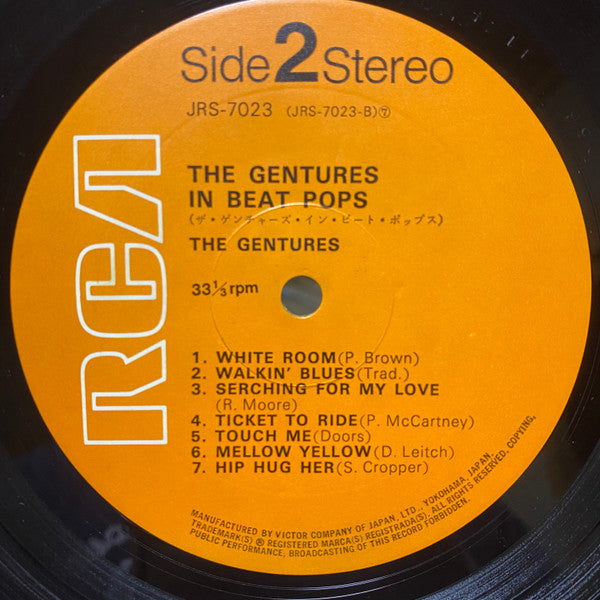 Side 2 Stereo
JRS-7023 (JRS-7023-B)⑦
RCA
THE GENTURES
IN BEAT POPS
(ザ・ゲンチャーズ・イン・ビート・ポップス)
THE GENTURES
33⅓rpm
1. WHITE ROOM(P. Brown)
2. WALKIN' BLUES(Trad.)
3. SERCHING FOR MY LOVE
(R. Moore)
4. TICKET TO RIDE(P. McCartney)
5. TOUCH ME(Doors)
6. MELLOW YELLOW(D. Leitch)
7. HIP HUG HER(S. Cropper)
MANUFACTURED BY VICTOR COMPANY OF JAPAN, LTD., YOKOHAMA, JAPAN.
TRADEMARK(S) ® REGISTERED MARCA(S) REGISTRADA(S). ALL RIGHTS RESERVED. COPYING,
PUBLIC PERFORMANCE, BROADCASTING OF THIS RECORD FORBIDDEN.